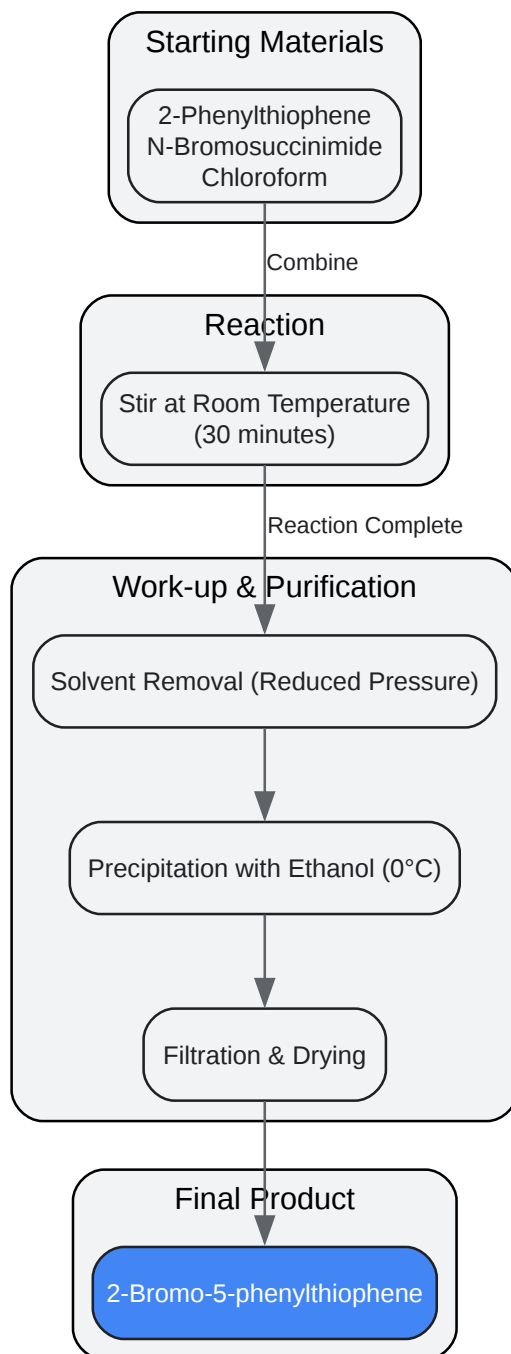 Starting Materials
2-Phenylthiophene
N-Bromosuccinimide
Chloroform
Combine
Reaction
Stir at Room Temperature
(30 minutes)
Reaction Complete
Work-up & Purification
Solvent Removal (Reduced Pressure)
Precipitation with Ethanol (0°C)
Filtration & Drying
Final Product
2-Bromo-5-phenylthiophene